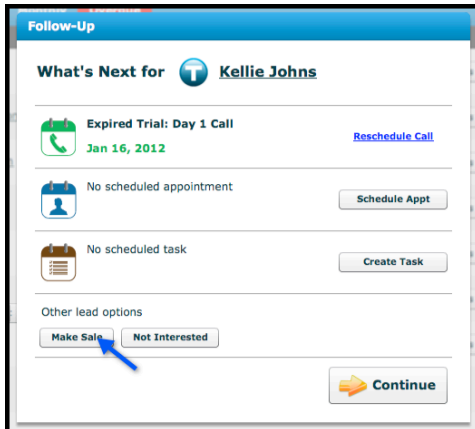 Follow-Up
What's Next for T Kellie Johns
Expired Trial: Day 1 Call
Jan 16, 2012
Reschedule Call
No scheduled appointment
Schedule Appt
No scheduled task
Create Task
Other lead options
Make Sale Not Interested
Continue